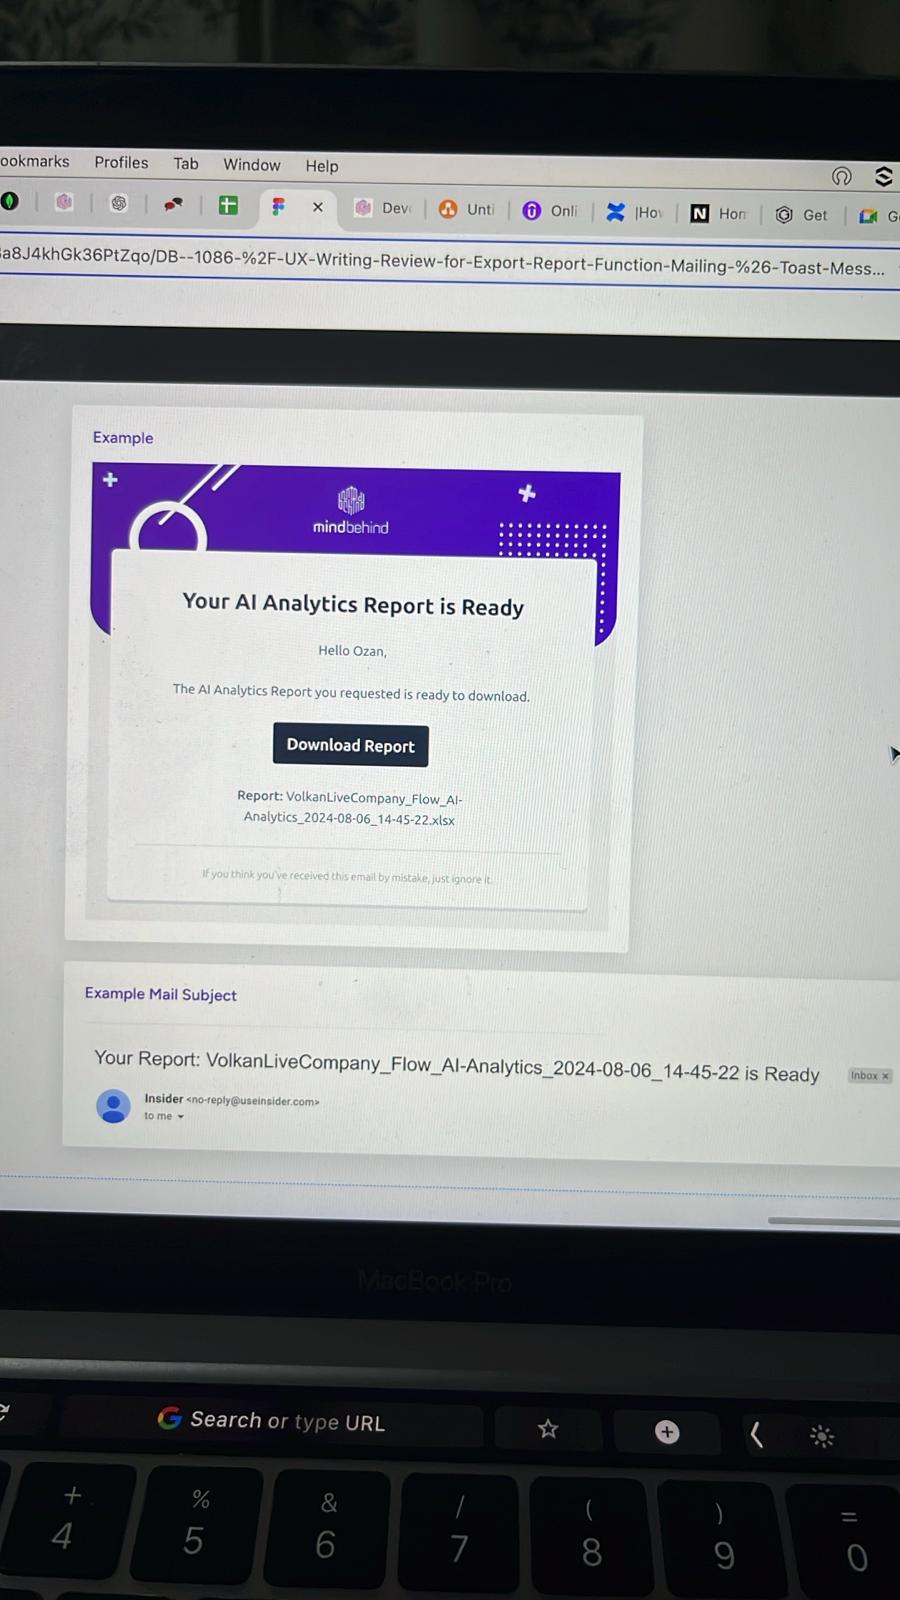 ookmarks Profiles Tab Window Help
Dev Unti Onli |Hov Hom Get G
a8J4khGk36PtZqo/DB--1086-%2F-UX-Writing-Review-for-Export-Report-Function-Mailing-%26-Toast-Mess...
Example
mindbehind
Your AI Analytics Report is Ready
Hello Ozan,
The AI Analytics Report you requested is ready to download.
Download Report
Report: VolkanLiveCompany_Flow_AI-
Analytics_2024-08-06_14-45-22.xlsx
If you think you've received this email by mistake, just ignore it.
Example Mail Subject
Your Report: VolkanLiveCompany_Flow_AI-Analytics_2024-08-06_14-45-22 is Ready
Inbox ×
Insider <no-reply@useinsider.com>
to me
MacBook Pro
Search or type URL
+ % & / ( ) =
4 5 6 7 8 9 0